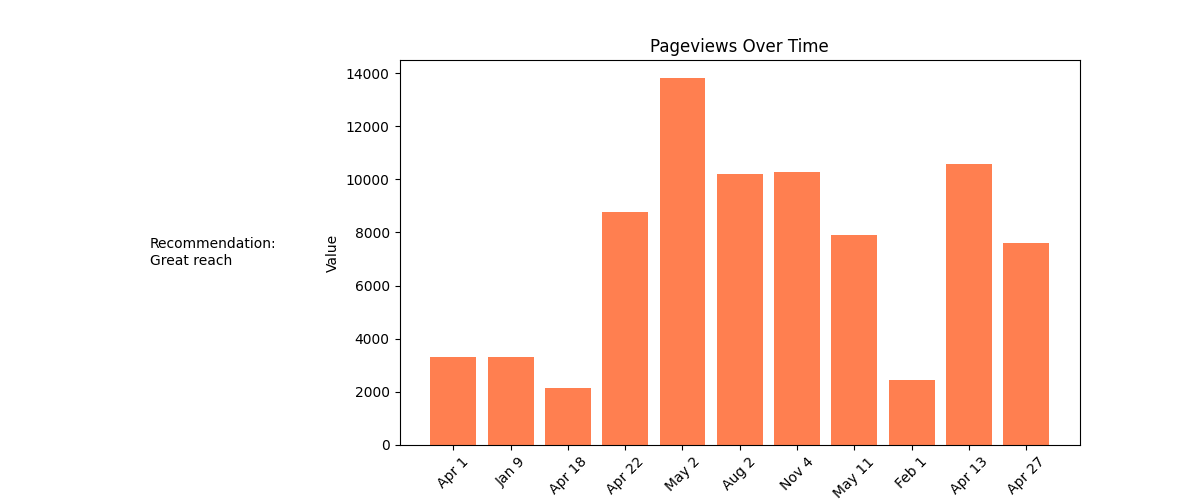 Pageviews Over Time
Recommendation:
Great reach
Value
14000
12000
10000
8000
6000
4000
2000
0
Apr 1
Jan 9
Apr 18
Apr 22
May 2
Aug 2
Nov 4
May 11
Feb 1
Apr 13
Apr 27